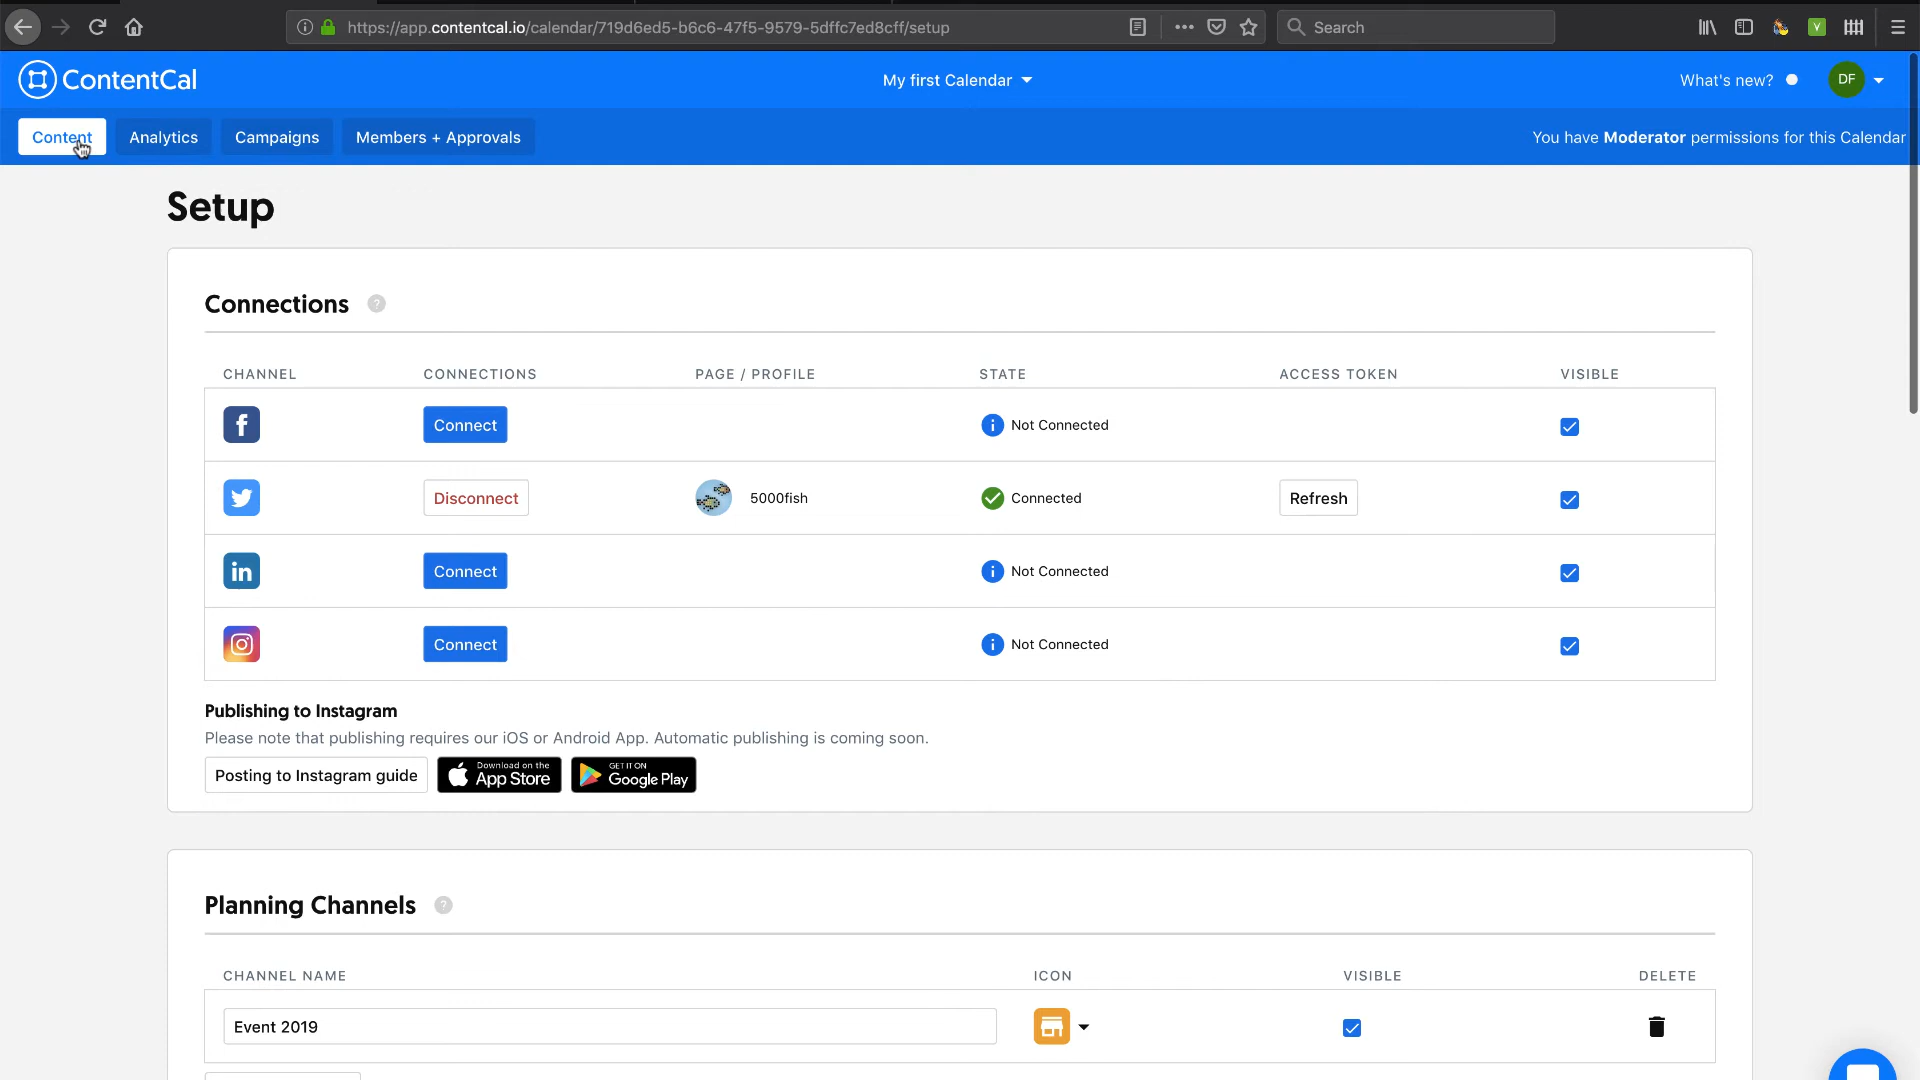 https://app.contentcal.io/calendar/719d6ed5-b6c6-47f5-9579-5dffc7ed8cff/setup
Search
V
ContentCal
My first Calendar
What's new?
DF
Content
Analytics
Campaigns
Members + Approvals
You have Moderator permissions for this Calendar
Setup
Connections ?
CHANNEL CONNECTIONS PAGE / PROFILE STATE ACCESS TOKEN VISIBLE
f Connect i Not Connected
Disconnect 5000fish Connected Refresh
in Connect i Not Connected
Connect i Not Connected
Publishing to Instagram
Please note that publishing requires our iOS or Android App. Automatic publishing is coming soon.
Posting to Instagram guide
Download on the
App Store
GET IT ON
Google Play
Planning Channels ?
CHANNEL NAME ICON VISIBLE DELETE
Event 2019